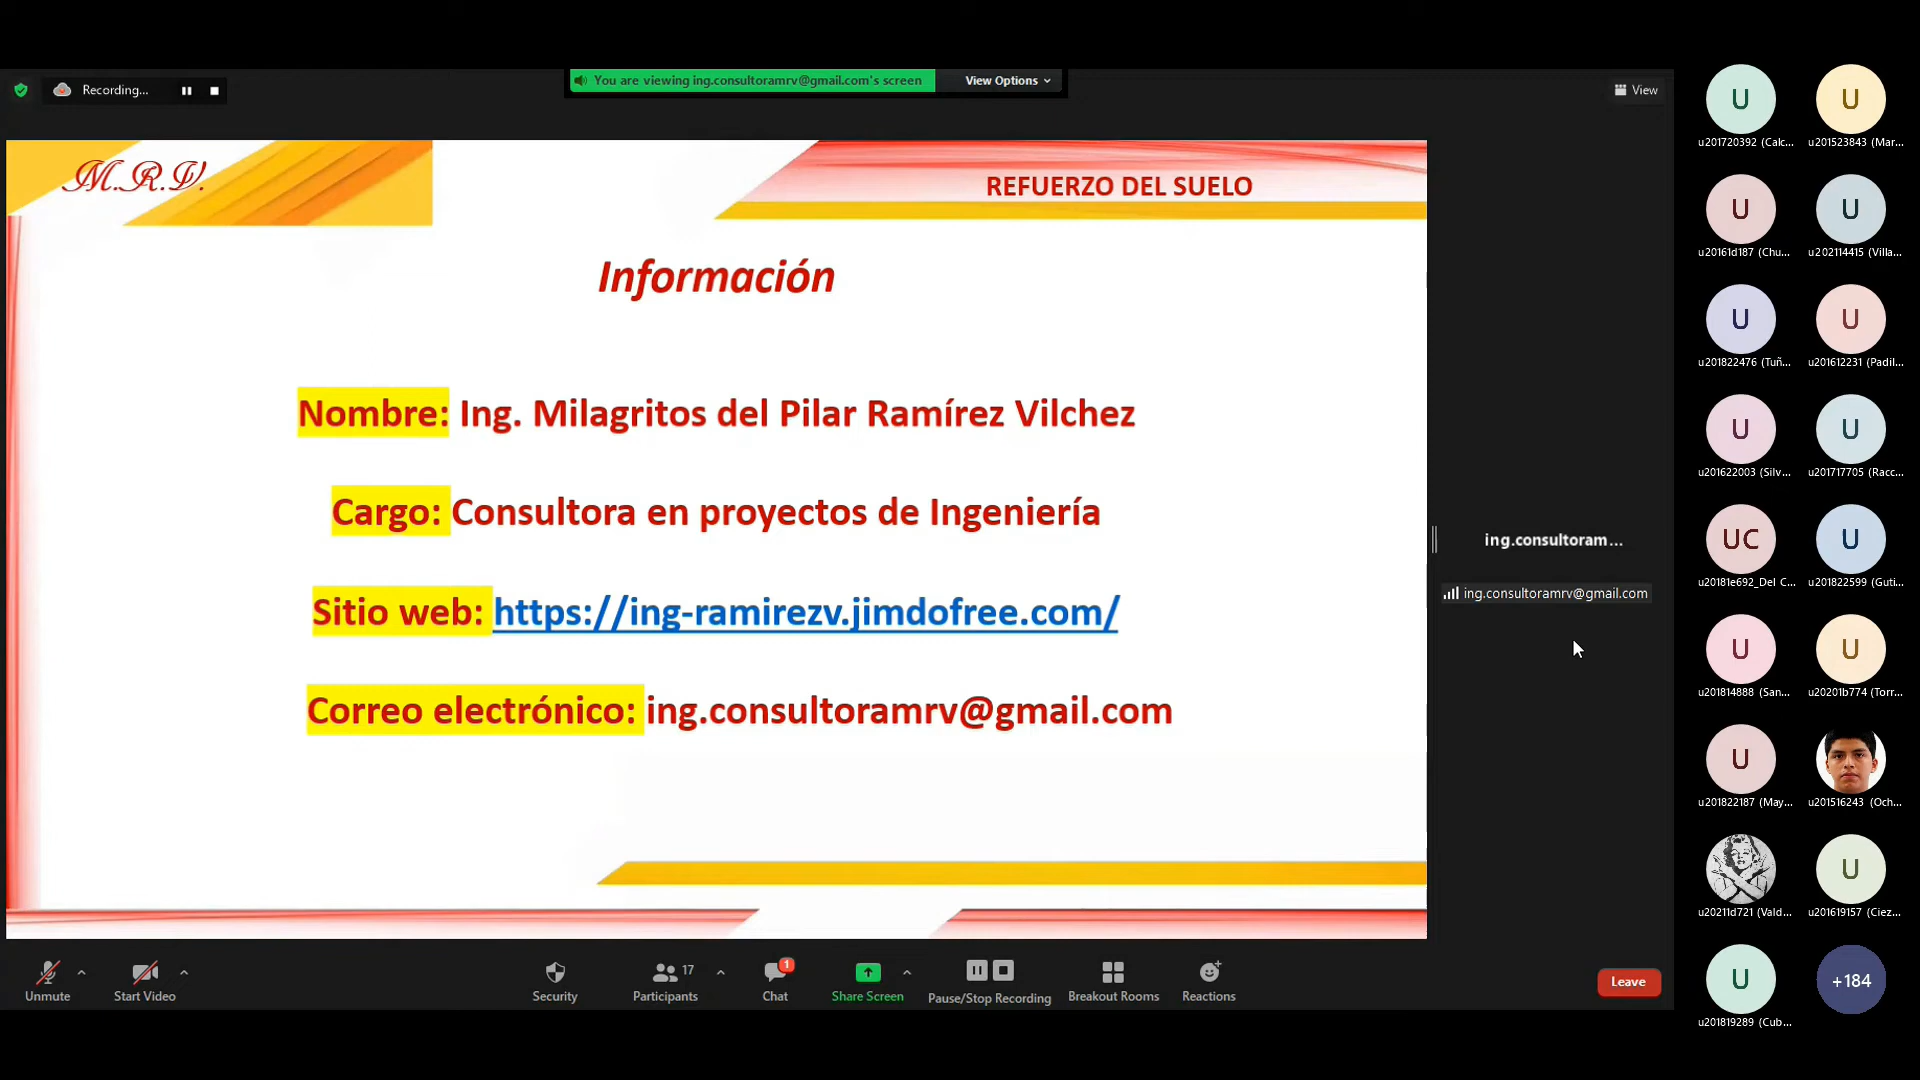 Recording...
You are viewing ing.consultoramrv@gmail.com's screen
View Options
View
M.R.V.
REFUERZO DEL SUELO
Información
Nombre: Ing. Milagritos del Pilar Ramírez Vilchez
Cargo: Consultora en proyectos de Ingeniería
Sitio web: https://ing-ramirezv.jimdofree.com/
Correo electrónico: ing.consultoramrv@gmail.com
ing.consultoram...
ing.consultoramrv@gmail.com
Unmute
Start Video
Security
17
Participants
1
Chat
Share Screen
Pause/Stop Recording
Breakout Rooms
Reactions
Leave
U
u201720392 (Calc...
U
u201523843 (Mar...
U
u20161d187 (Chu...
U
u202114415 (Villa...
U
u201822476 (Tuñ...
U
u201612231 (Padil...
U
u201622003 (Silv...
U
u201717705 (Racc...
UC
u20181e692_Del C...
U
u201822599 (Guti...
U
u201814888 (San...
U
u20201b774 (Torr...
U
u201822187 (May...
u201516243 (Och...
u20211d721 (Vald...
U
u201619157 (Ciez...
U
u201819289 (Cub...
+184